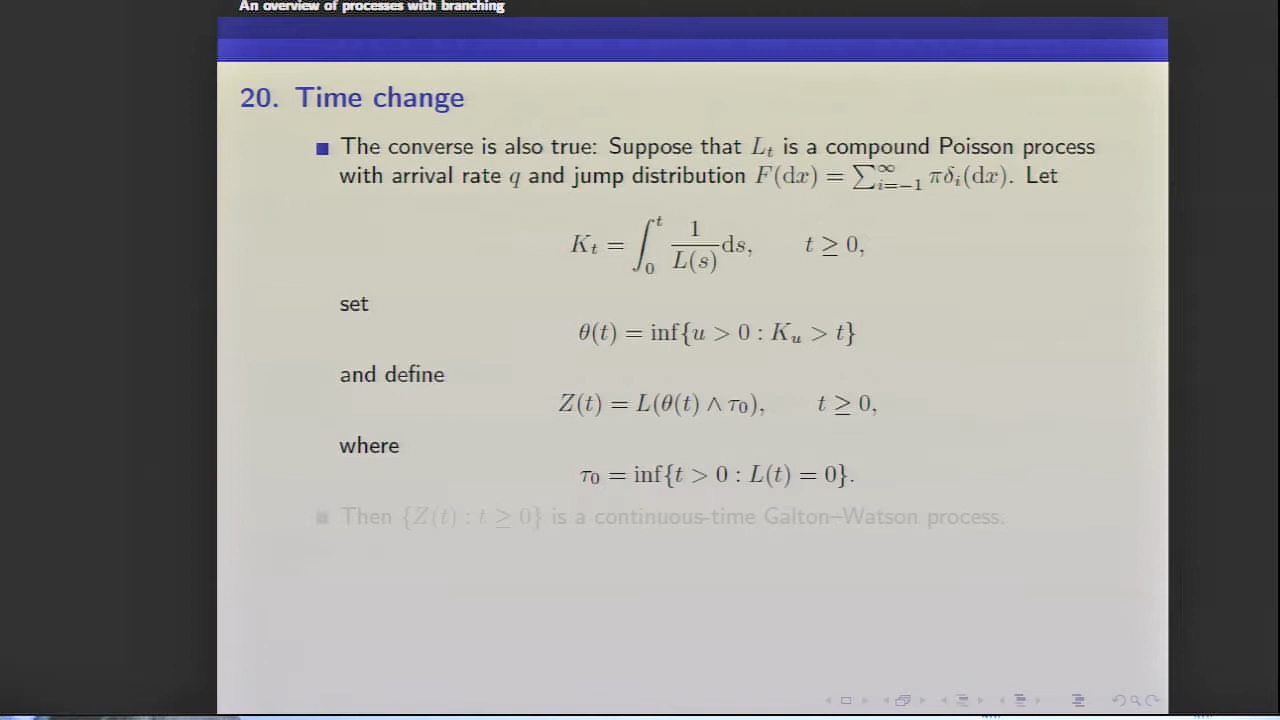 An overview of processes with branching
20. Time change
The converse is also true: Suppose that L_t is a compound Poisson process
with arrival rate q and jump distribution F(dx) = ∑_{i=−1}^{∞} πδ_i(dx). Let
K_t = ∫_0^t 1/L(s) ds,   t ≥ 0,
set
θ(t) = inf{u > 0 : K_u > t}
and define
Z(t) = L(θ(t) ∧ τ_0),   t ≥ 0,
where
τ_0 = inf{t > 0 : L(t) = 0}.
Then {Z(t) : t ≥ 0} is a continuous-time Galton–Watson process.